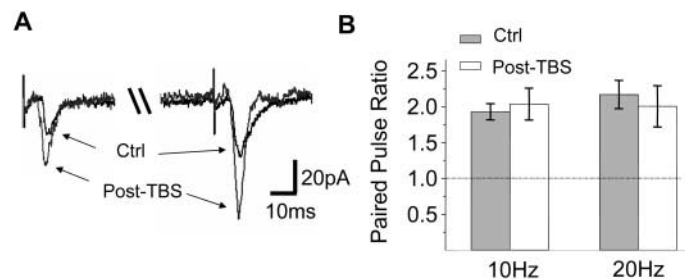 A
Ctrl
Post-TBS
20pA
10ms
B
Ctrl
Post-TBS
Paired Pulse Ratio
2.5
2.0
1.5
1.0
0.5
10Hz
20Hz